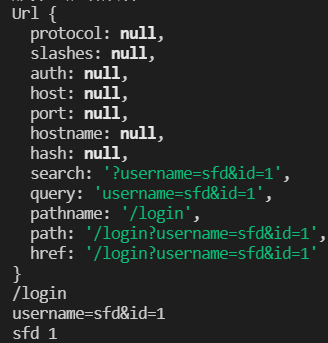 Url {
  protocol: null,
  slashes: null,
  auth: null,
  host: null,
  port: null,
  hostname: null,
  hash: null,
  search: '?username=sfd&id=1',
  query: 'username=sfd&id=1',
  pathname: '/login',
  path: '/login?username=sfd&id=1',
  href: '/login?username=sfd&id=1'
}
/login
username=sfd&id=1
sfd 1